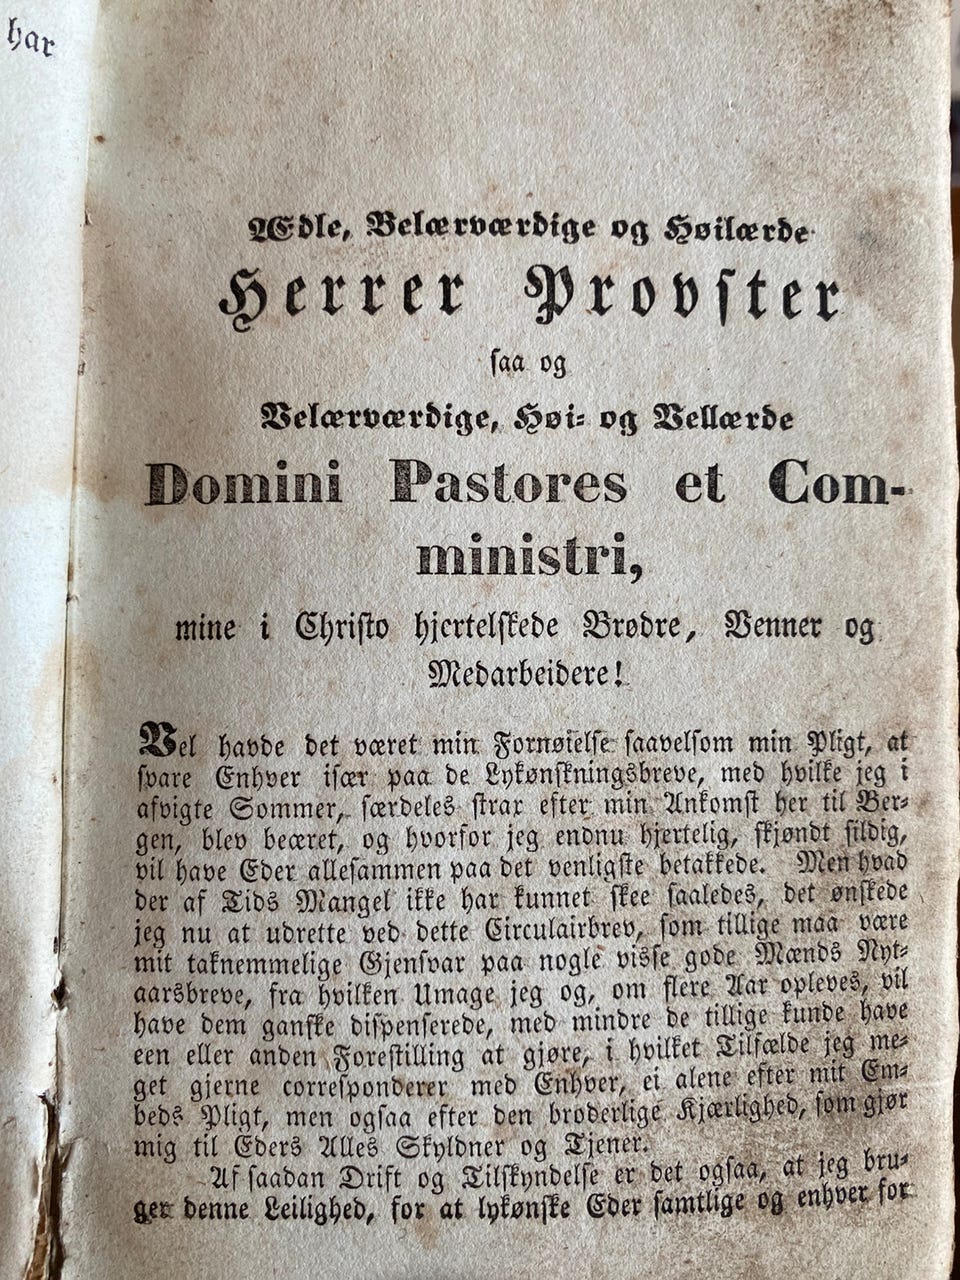 har
Ædle, Velærværdige og Høilærde
Herrer Provster
saa og
Velærværdige, Høi- og Vellærde
Domini Pastores et Com-
ministri,
mine i Christo hjertelskede Brødre, Venner og
Medarbeidere!
Vel havde det været min Fornøielse saavelsom min Pligt, at
svare Enhver især paa de Lykønskningsbreve, med hvilke jeg i
afvigte Sommer, særdeles strax efter min Ankomst her til Ber-
gen, blev beæret, og hvorfor jeg endnu hjertelig, skjøndt sildig,
vil have Eder allesammen paa det venligste betakkede. Men hvad
der af Tids Mangel ikke har kunnet skee saaledes, det ønskede
jeg nu at udrette ved dette Circulairbrev, som tillige maa være
mit taknemmelige Gjensvar paa nogle visse gode Mænds Nyt-
aarsbreve, fra hvilken Umage jeg og, om flere Aar opleves, vil
have dem ganske dispenserede, med mindre de tillige kunde have
een eller anden Forestilling at gjøre, i hvilket Tilfælde jeg me-
get gjerne corresponderer med Enhver, ei alene efter mit Em-
beds Pligt, men ogsaa efter den broderlige Kjærlighed, som gjør
mig til Eders Alles Skyldner og Tjener.
Af saadan Drift og Tilskyndelse er det ogsaa, at jeg bru-
ger denne Leilighed, for at lykønske Eder samtlige og enhver for